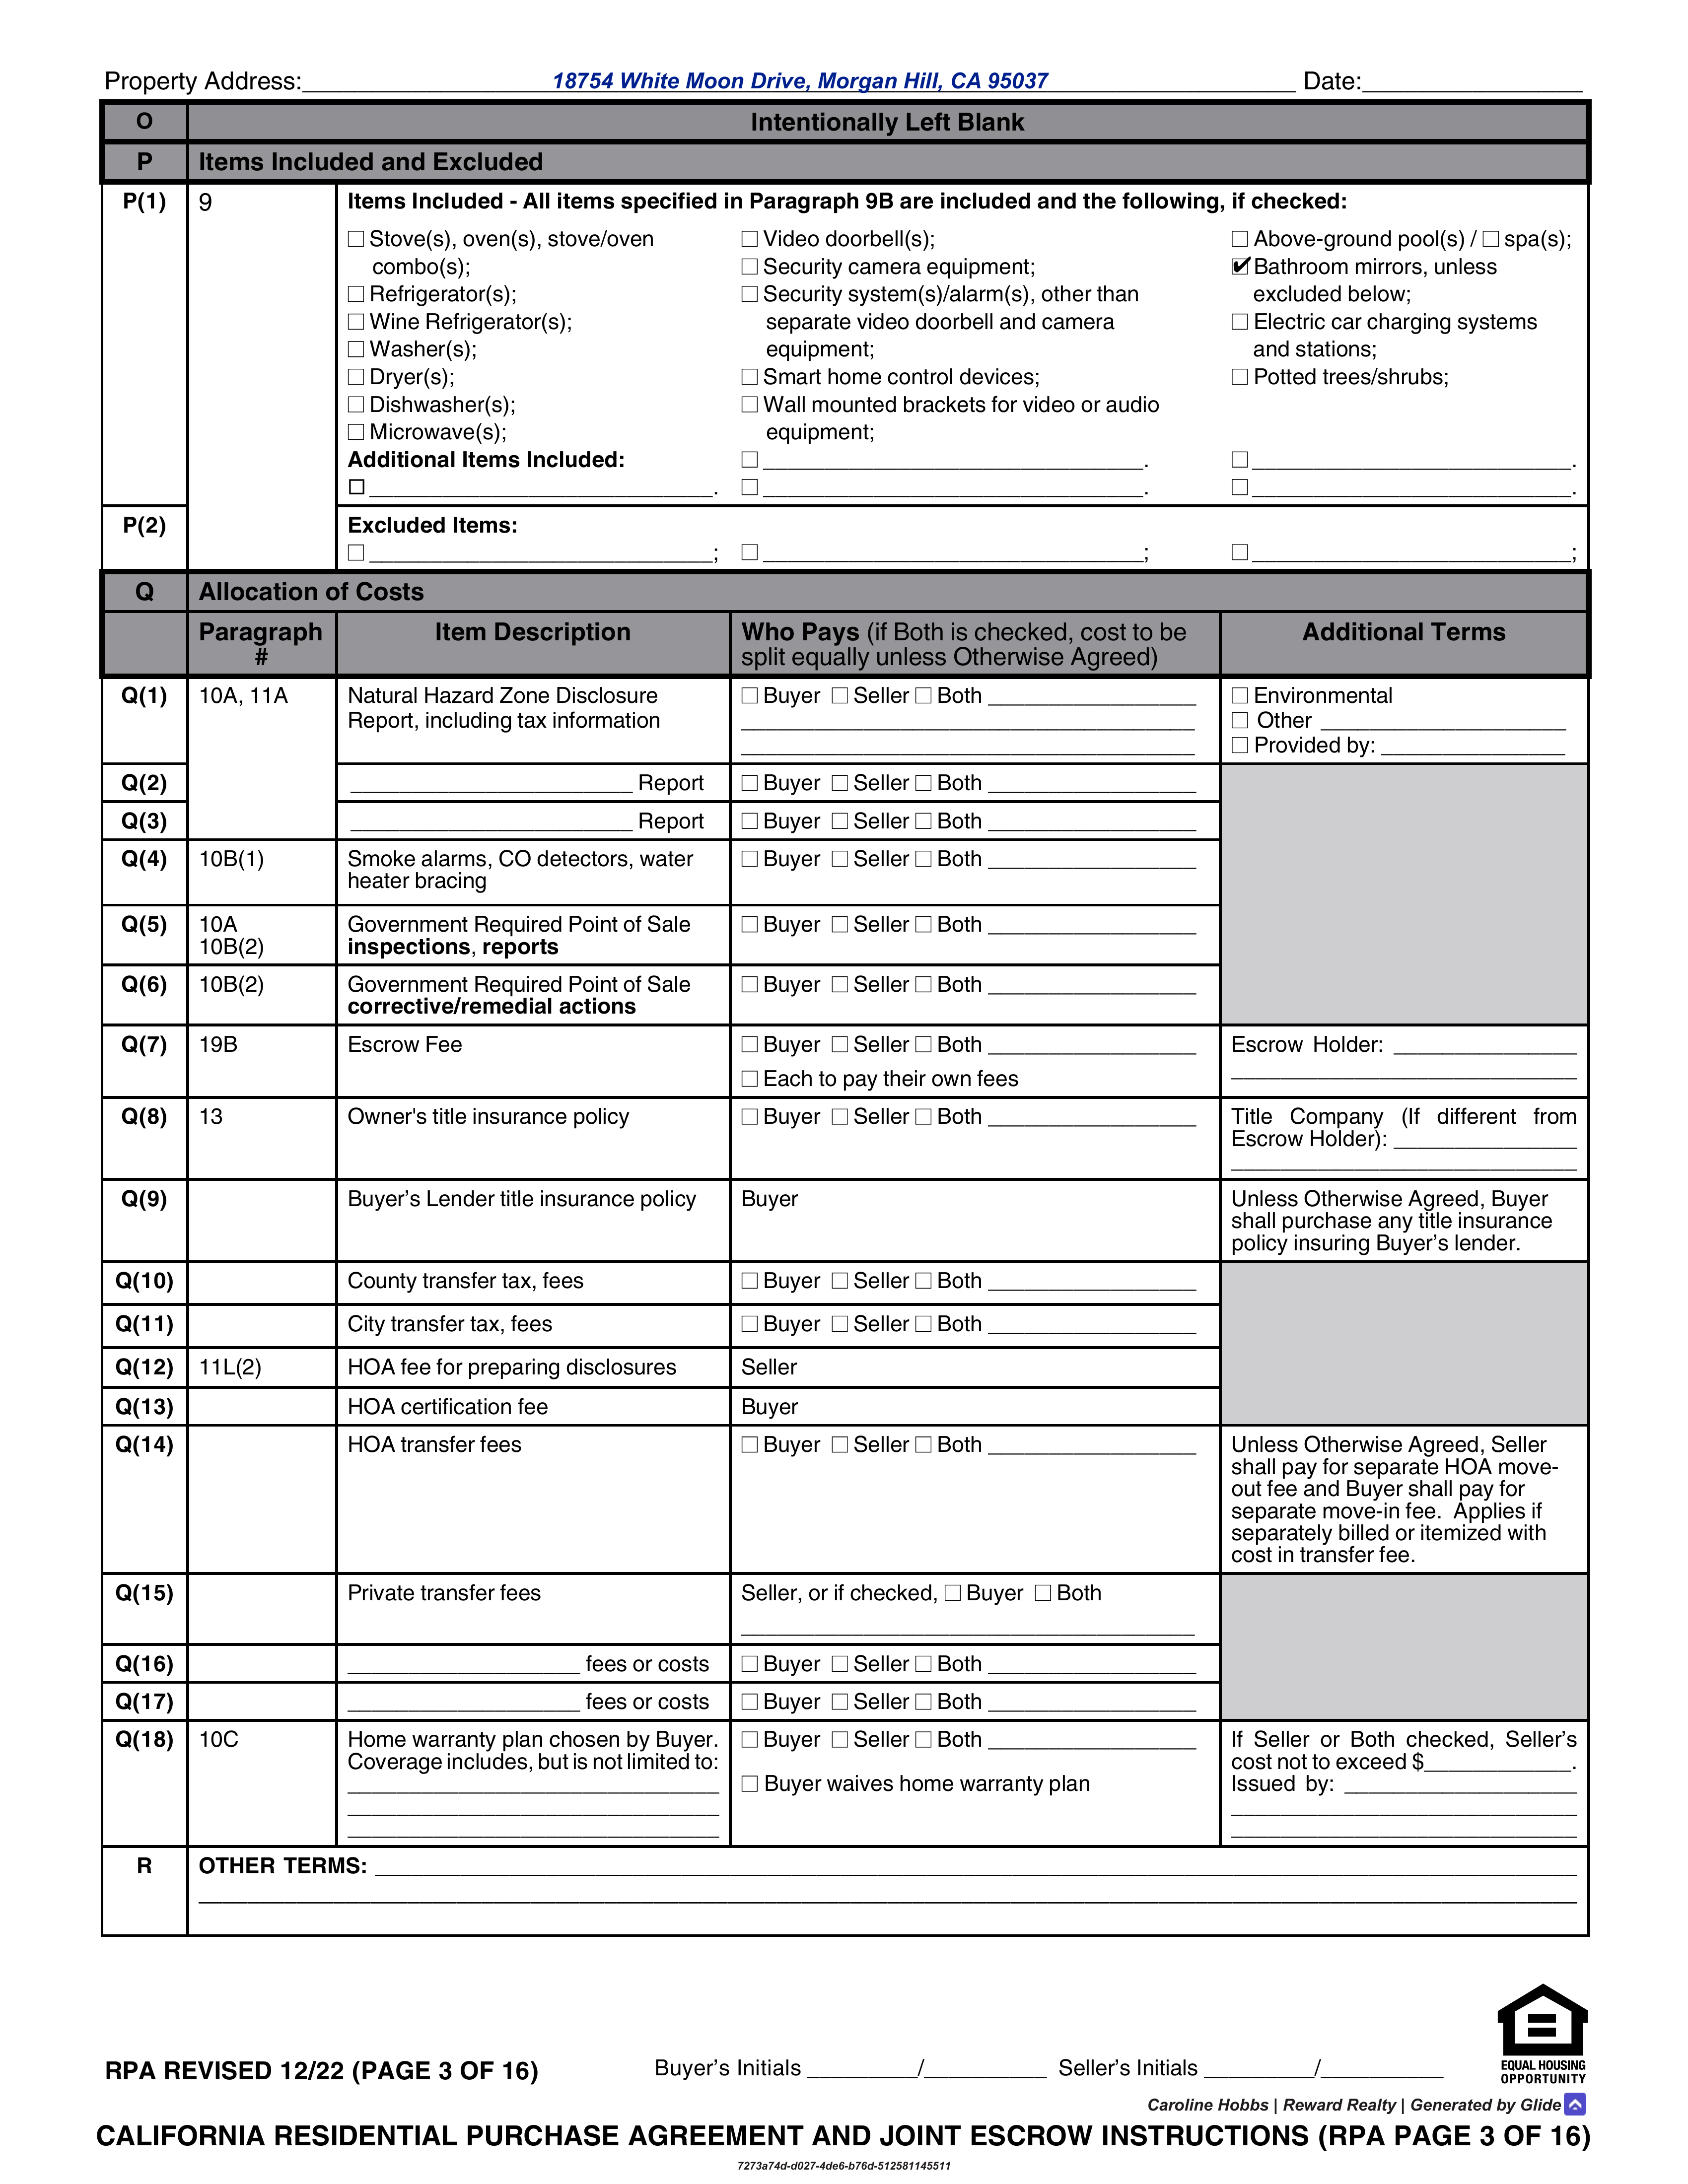 Property Address: 18754 White Moon Drive, Morgan Hill, CA 95037 Date:
O Intentionally Left Blank
P Items Included and Excluded
P(1) 9 Items Included - All items specified in Paragraph 9B are included and the following, if checked:
☐ Stove(s), oven(s), stove/oven ☐ Video doorbell(s); ☐ Above-ground pool(s) / ☐ spa(s);
combo(s); ☐ Security camera equipment; ☑ Bathroom mirrors, unless
☐ Refrigerator(s); ☐ Security system(s)/alarm(s), other than excluded below;
☐ Wine Refrigerator(s); separate video doorbell and camera ☐ Electric car charging systems
☐ Washer(s); equipment; and stations;
☐ Dryer(s); ☐ Smart home control devices; ☐ Potted trees/shrubs;
☐ Dishwasher(s); ☐ Wall mounted brackets for video or audio
☐ Microwave(s); equipment;
Additional Items Included: ☐ ____. ☐ ____.
☐ ____. ☐ ____. ☐ ____.
P(2) Excluded Items:
☐ ____; ☐ ____; ☐ ____;
Q Allocation of Costs
Paragraph Item Description Who Pays (if Both is checked, cost to be Additional Terms
# split equally unless Otherwise Agreed)
Q(1) 10A, 11A Natural Hazard Zone Disclosure ☐ Buyer ☐ Seller ☐ Both ____ ☐ Environmental
Report, including tax information ☐ Other ____
☐ Provided by: ____
Q(2) ____ Report ☐ Buyer ☐ Seller ☐ Both ____
Q(3) ____ Report ☐ Buyer ☐ Seller ☐ Both ____
Q(4) 10B(1) Smoke alarms, CO detectors, water ☐ Buyer ☐ Seller ☐ Both ____
heater bracing
Q(5) 10A Government Required Point of Sale ☐ Buyer ☐ Seller ☐ Both ____
10B(2) inspections, reports
Q(6) 10B(2) Government Required Point of Sale ☐ Buyer ☐ Seller ☐ Both ____
corrective/remedial actions
Q(7) 19B Escrow Fee ☐ Buyer ☐ Seller ☐ Both ____ Escrow Holder: ____
☐ Each to pay their own fees
Q(8) 13 Owner's title insurance policy ☐ Buyer ☐ Seller ☐ Both ____ Title Company (If different from
Escrow Holder): ____
Q(9) Buyer’s Lender title insurance policy Buyer Unless Otherwise Agreed, Buyer
shall purchase any title insurance
policy insuring Buyer’s lender.
Q(10) County transfer tax, fees ☐ Buyer ☐ Seller ☐ Both ____
Q(11) City transfer tax, fees ☐ Buyer ☐ Seller ☐ Both ____
Q(12) 11L(2) HOA fee for preparing disclosures Seller
Q(13) HOA certification fee Buyer
Q(14) HOA transfer fees ☐ Buyer ☐ Seller ☐ Both ____ Unless Otherwise Agreed, Seller
shall pay for separate HOA move-
out fee and Buyer shall pay for
separate move-in fee. Applies if
separately billed or itemized with
cost in transfer fee.
Q(15) Private transfer fees Seller, or if checked, ☐ Buyer ☐ Both
Q(16) ____ fees or costs ☐ Buyer ☐ Seller ☐ Both ____
Q(17) ____ fees or costs ☐ Buyer ☐ Seller ☐ Both ____
Q(18) 10C Home warranty plan chosen by Buyer. ☐ Buyer ☐ Seller ☐ Both ____ If Seller or Both checked, Seller’s
Coverage includes, but is not limited to: cost not to exceed $____.
☐ Buyer waives home warranty plan Issued by: ____
R OTHER TERMS: ____
EQUAL HOUSING
OPPORTUNITY
RPA REVISED 12/22 (PAGE 3 OF 16) Buyer’s Initials ____/____ Seller’s Initials ____/____
Caroline Hobbs | Reward Realty | Generated by Glide
CALIFORNIA RESIDENTIAL PURCHASE AGREEMENT AND JOINT ESCROW INSTRUCTIONS (RPA PAGE 3 OF 16)
7273a74d-d027-4de6-b76d-512581145511